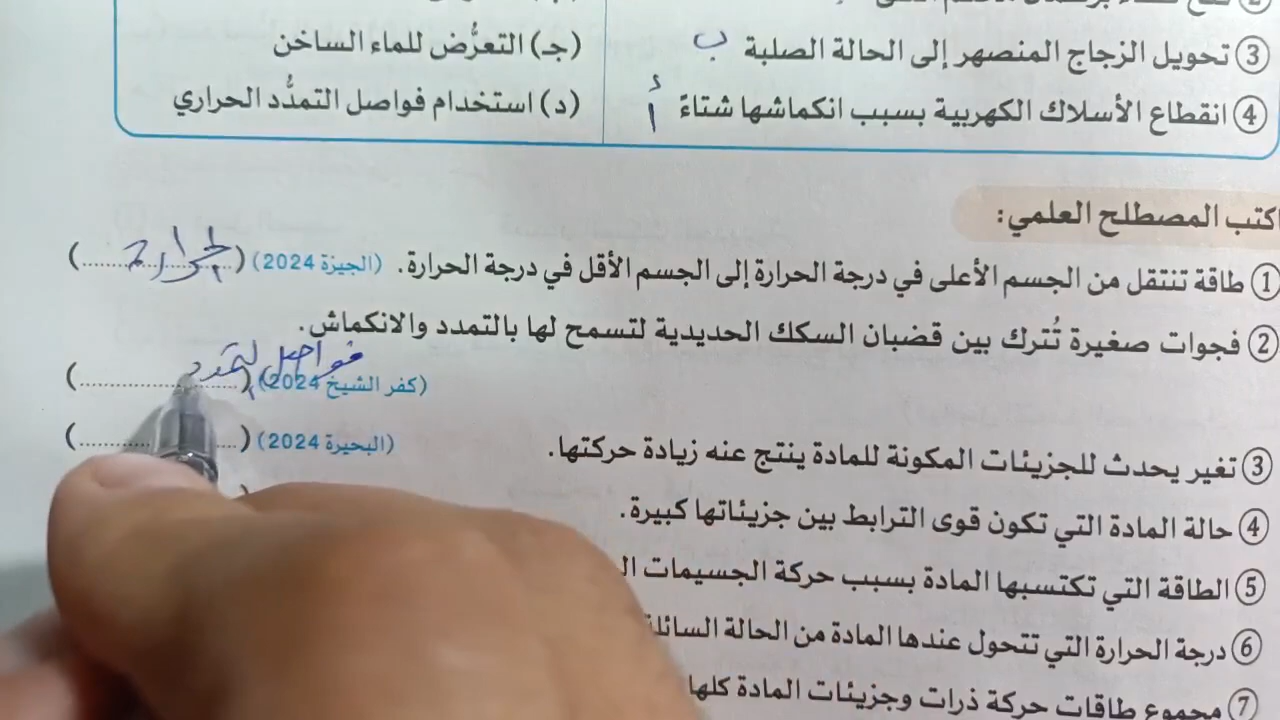 ③ تحويل الزجاج المنصهر إلى الحالة الصلبة ب
(جـ) التعرُّض للماء الساخن
④ انقطاع الأسلاك الكهربية بسبب انكماشها شتاءً أ
(د) استخدام فواصل التمدُّد الحراري
اكتب المصطلح العلمي:
① طاقة تنتقل من الجسم الأعلى في درجة الحرارة إلى الجسم الأقل في درجة الحرارة. (الجيزة 2024) (الحرارة)
② فجوات صغيرة تُترك بين قضبان السكك الحديدية لتسمح لها بالتمدد والانكماش.
فواصل التمدد
(كفر الشيخ 2024) (..........)
③ تغير يحدث للجزيئات المكونة للمادة ينتج عنه زيادة حركتها. (البحيرة 2024) (..........)
④ حالة المادة التي تكون قوى الترابط بين جزيئاتها كبيرة.
⑤ الطاقة التي تكتسبها المادة بسبب حركة الجسيمات
⑥ درجة الحرارة التي تتحول عندها المادة من الحالة السائلة
⑦ مجموع طاقات حركة ذرات وجزيئات المادة كلها